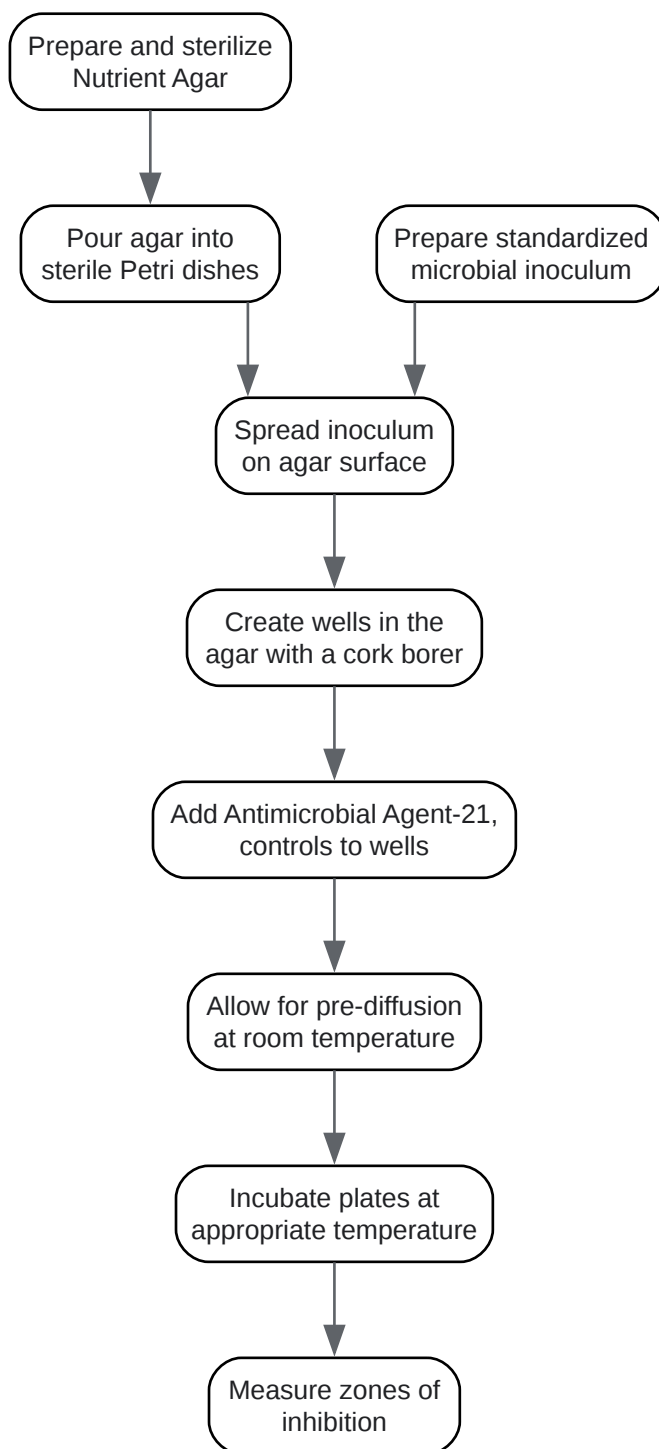 Prepare and sterilize
Nutrient Agar
Pour agar into
sterile Petri dishes
Prepare standardized
microbial inoculum
Spread inoculum
on agar surface
Create wells in the
agar with a cork borer
Add Antimicrobial Agent-21,
controls to wells
Allow for pre-diffusion
at room temperature
Incubate plates at
appropriate temperature
Measure zones of
inhibition